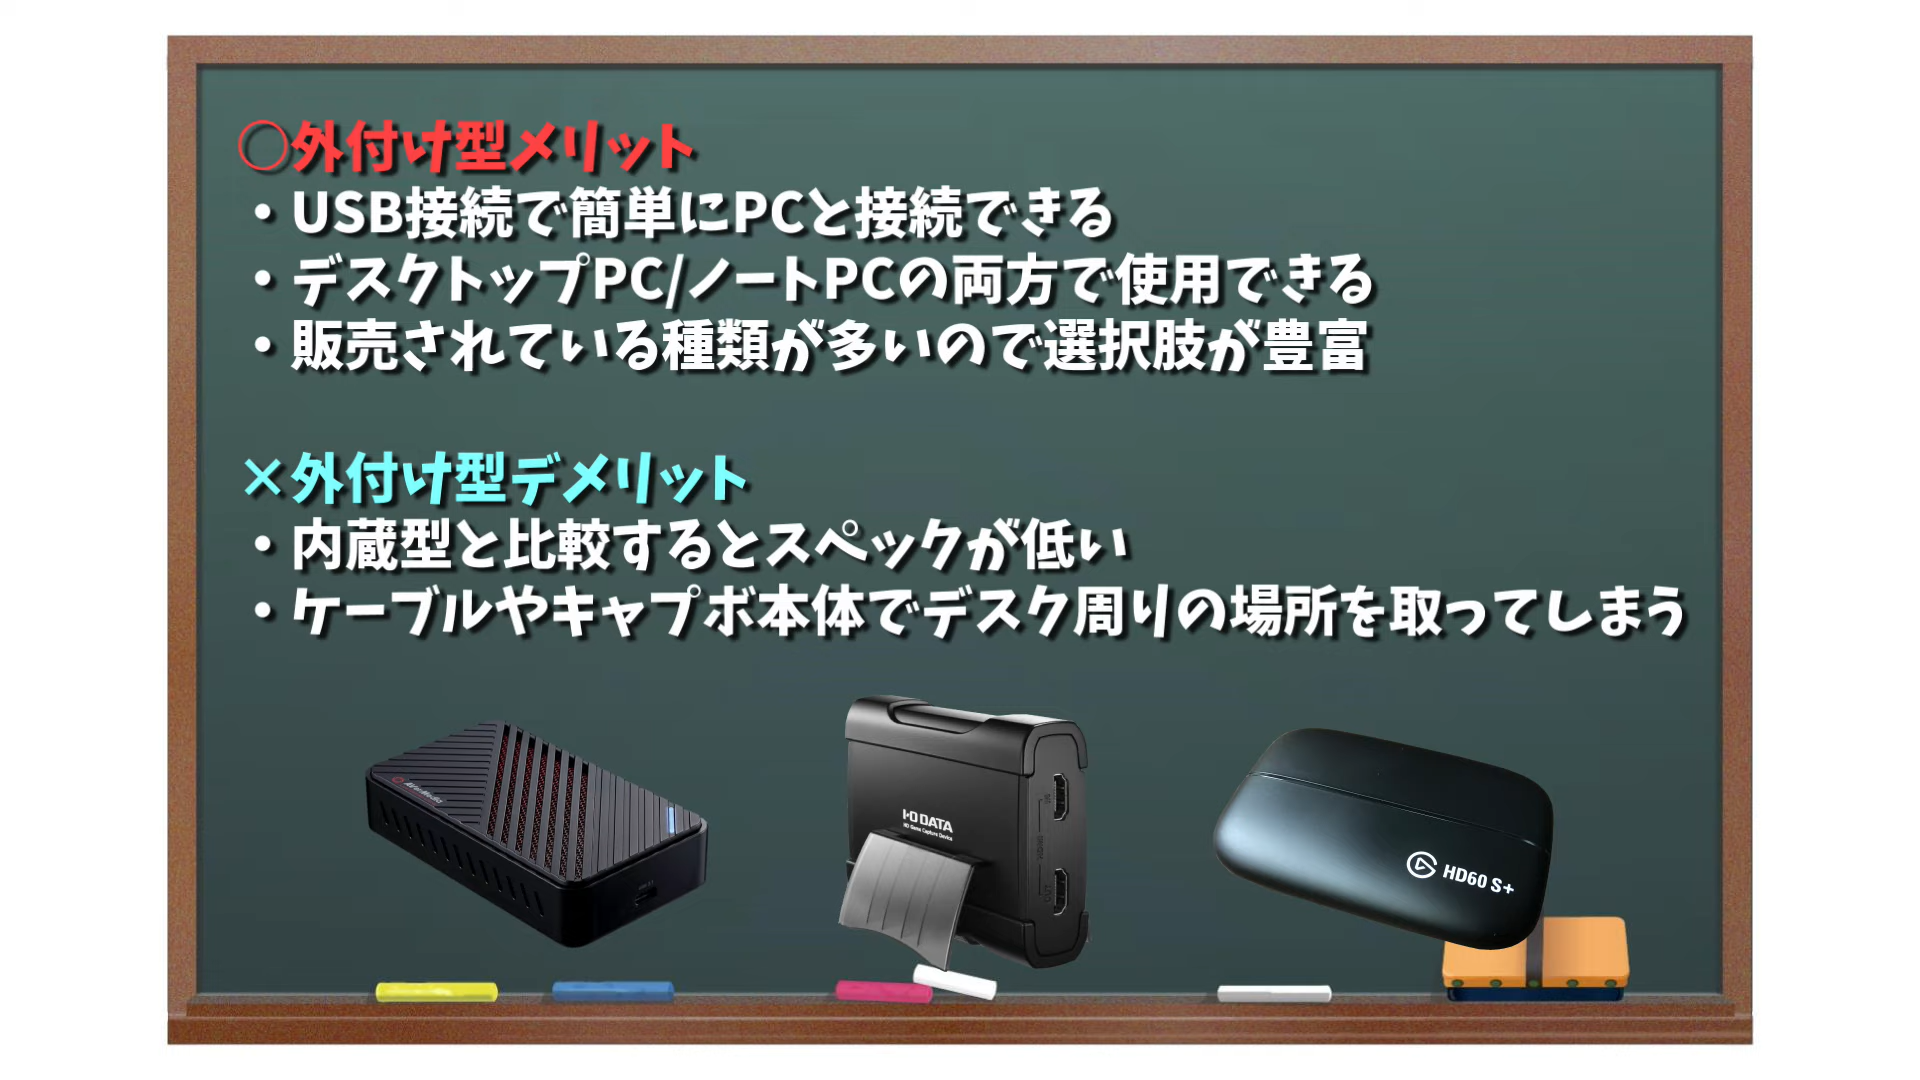 ○外付け型メリット
・USB接続で簡単にPCと接続できる
・デスクトップPC/ノートPCの両方で使用できる
・販売されている種類が多いので選択肢が豊富
×外付け型デメリット
・内蔵型と比較するとスペックが低い
・ケーブルやキャプボ本体でデスク周りの場所を取ってしまう
AVerMedia
I-O DATA
HD Game Capture Device
HD60 S+